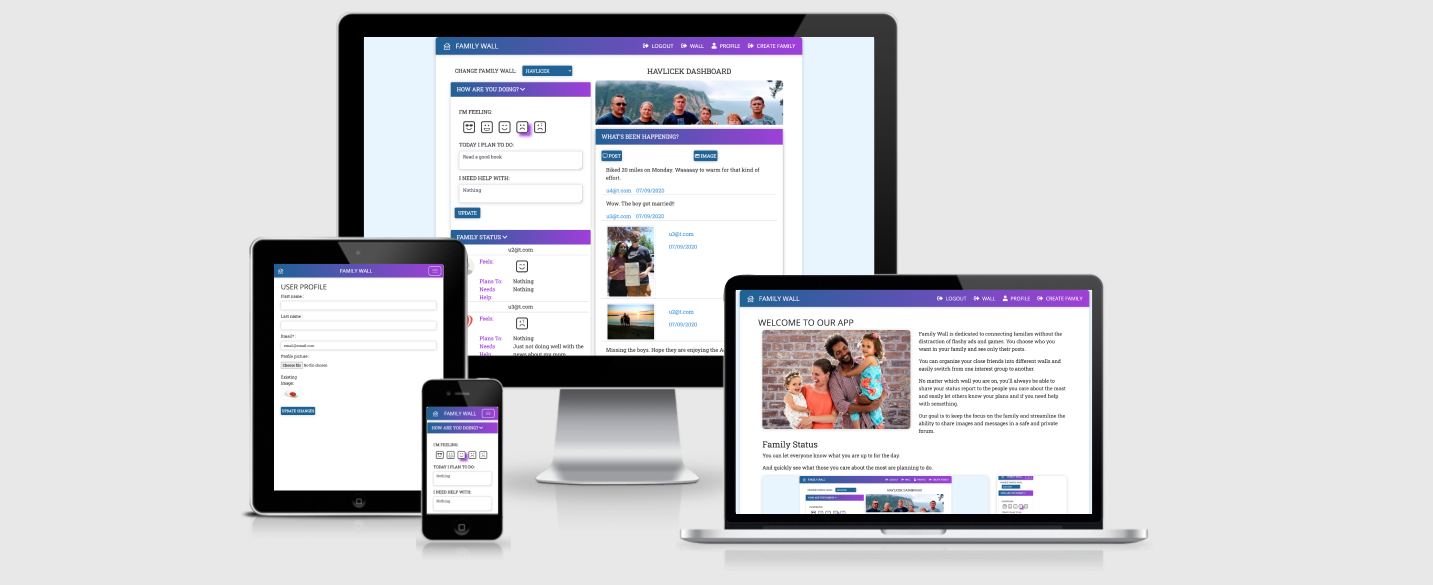 FAMILY WALL
LOGOUT WALL PROFILE CREATE FAMILY
CHANGE FAMILY WALL: HAVLICEK
HOW ARE YOU DOING?
I'M FEELING:
TODAY I PLAN TO DO:
Read a good book
I NEED HELP WITH:
Nothing
UPDATE
FAMILY STATUS
u2@t.com
Feels:
Plans To: Nothing
Needs Nothing
Help:
u3@t.com
Feels:
Plans To: Nothing
Needs Just not doing well with the
Help: news about my mom
HAVLICEK DASHBOARD
WHAT'S BEEN HAPPENING?
POST IMAGE
Biked 20 miles on Monday. Waaaaay to warm for that kind of
effort.
u4@t.com 07/09/2020
Wow. The boy got married!!
u3@t.com 07/09/2020
u3@t.com
07/09/2020
u2@t.com
07/09/2020
Missing the boys. Hope they are enjoying the
FAMILY WALL
USER PROFILE
First name :
Last name :
Email* :
email@email.com
Profile picture:
Choose file No file chosen
Existing
Image:
UPDATE CHANGES
FAMILY WALL
HOW ARE YOU DOING?
I'M FEELING:
TODAY I PLAN TO DO:
Nothing
I NEED HELP WITH:
Nothing
FAMILY WALL
LOGOUT WALL PROFILE CREATE FAMILY
WELCOME TO OUR APP
Family Wall is dedicated to connecting families without the
distraction of flashy ads and games. You choose who you
want in your family and see only their posts.
You can organize your close friends into different walls and
easily switch from one interest group to another.
No matter which wall you are on, you'll always be able to
share your status report to the people you care about the most
and easily let others know your plans and if you need help
with something.
Our goal is to keep the focus on the family and streamline the
ability to share images and messages in a safe and private
forum.
Family Status
You can let everyone know what you are up to for the day.
And quickly see what those you care about the most are planning to do.
FAMILY WALL
HAVLICEK DASHBOARD